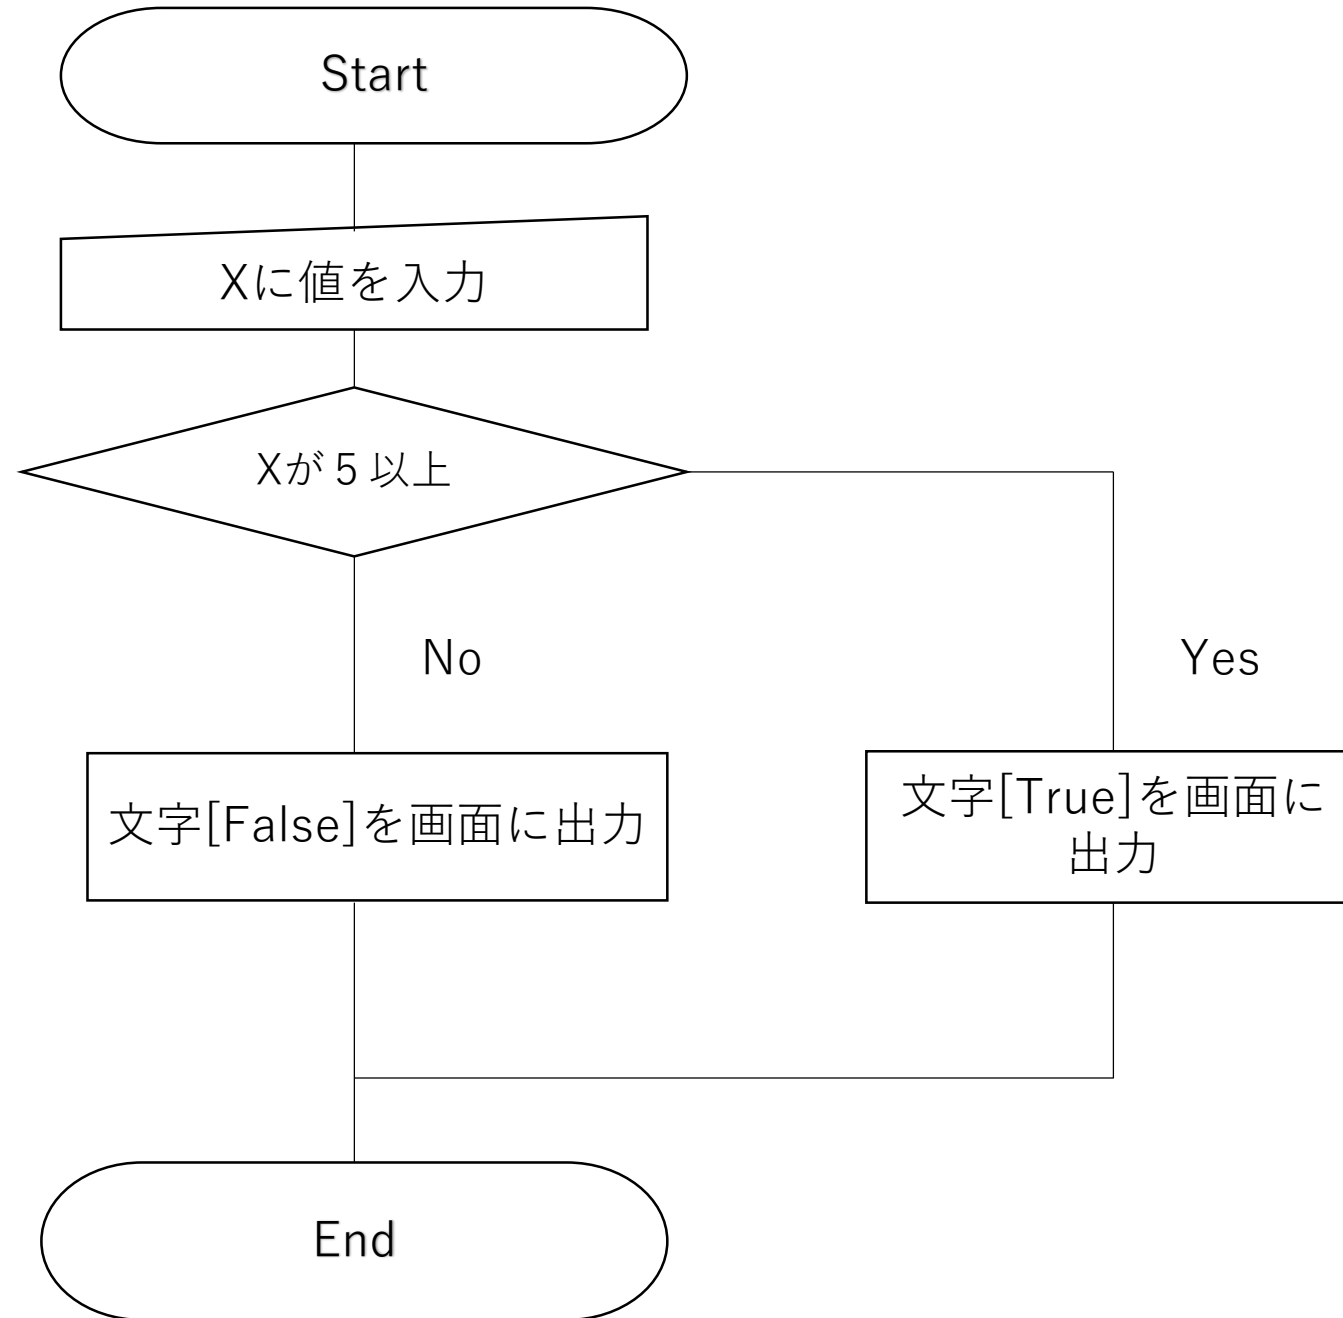 Start
Xに値を入力
Xが５以上
No
Yes
文字[False]を画面に出力
文字[True]を画面に
出力
End